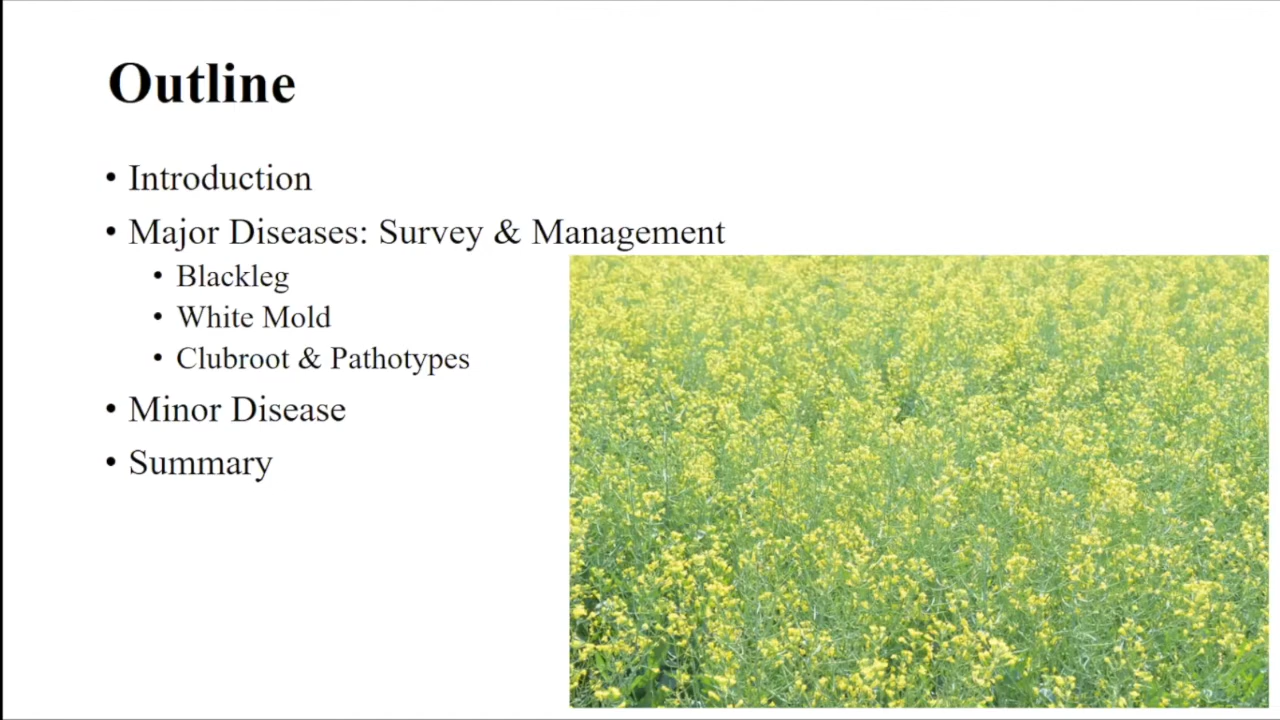 Outline
• Introduction
• Major Diseases: Survey & Management
• Blackleg
• White Mold
• Clubroot & Pathotypes
• Minor Disease
• Summary